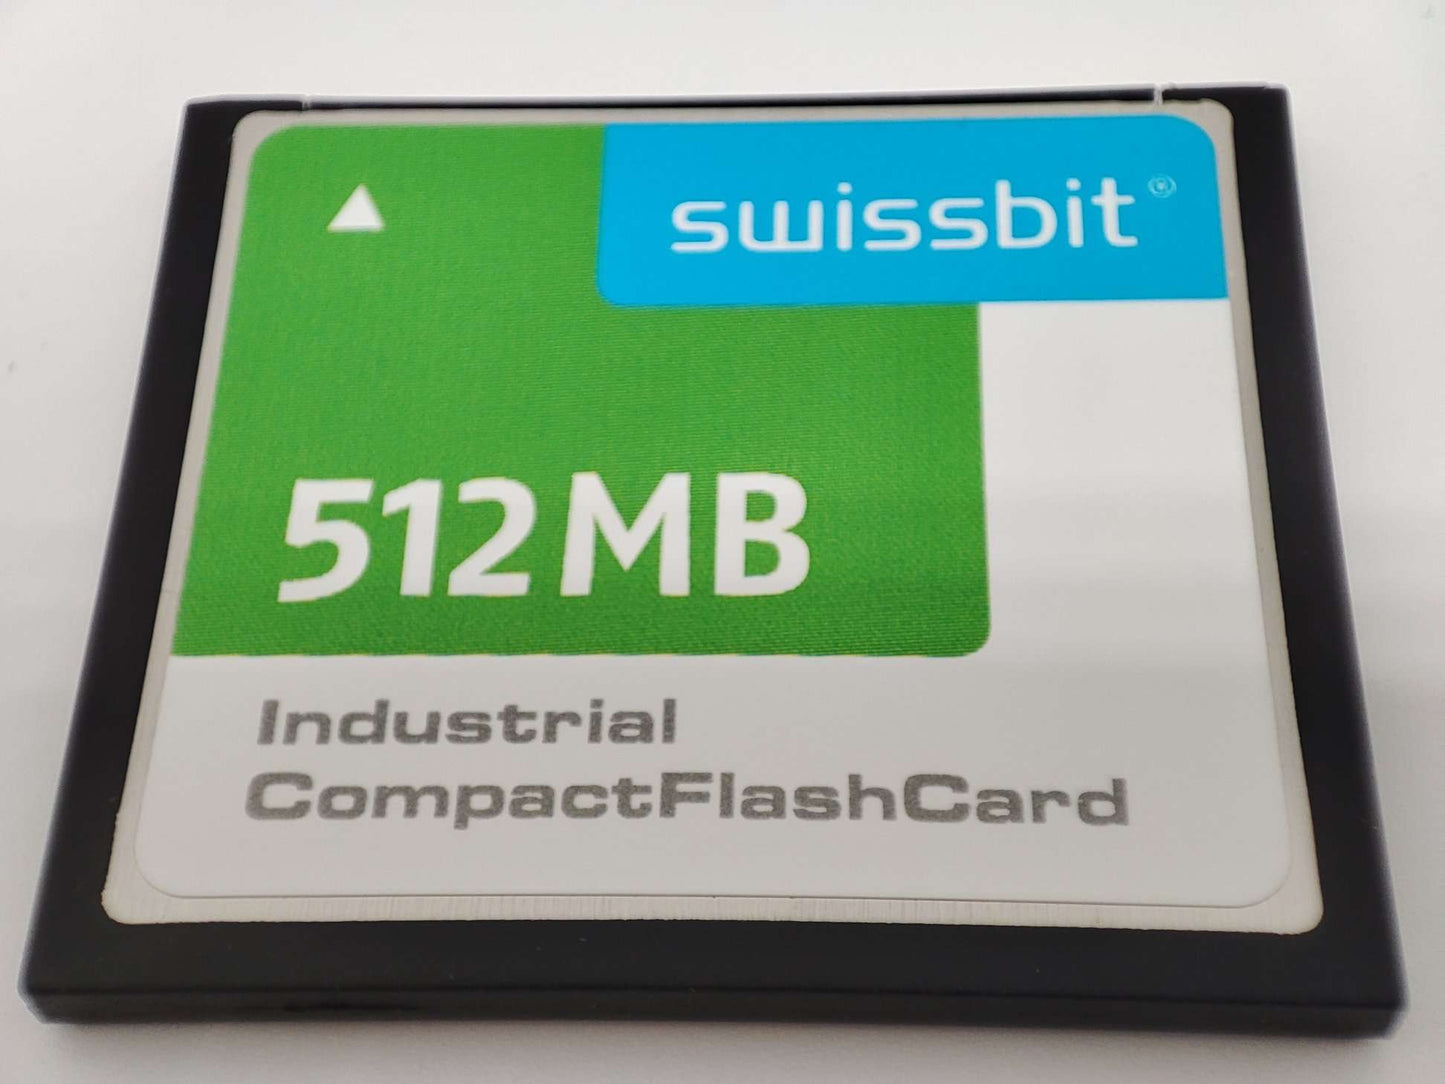 swissbit®
512MB
Industrial
CompactFlashCard